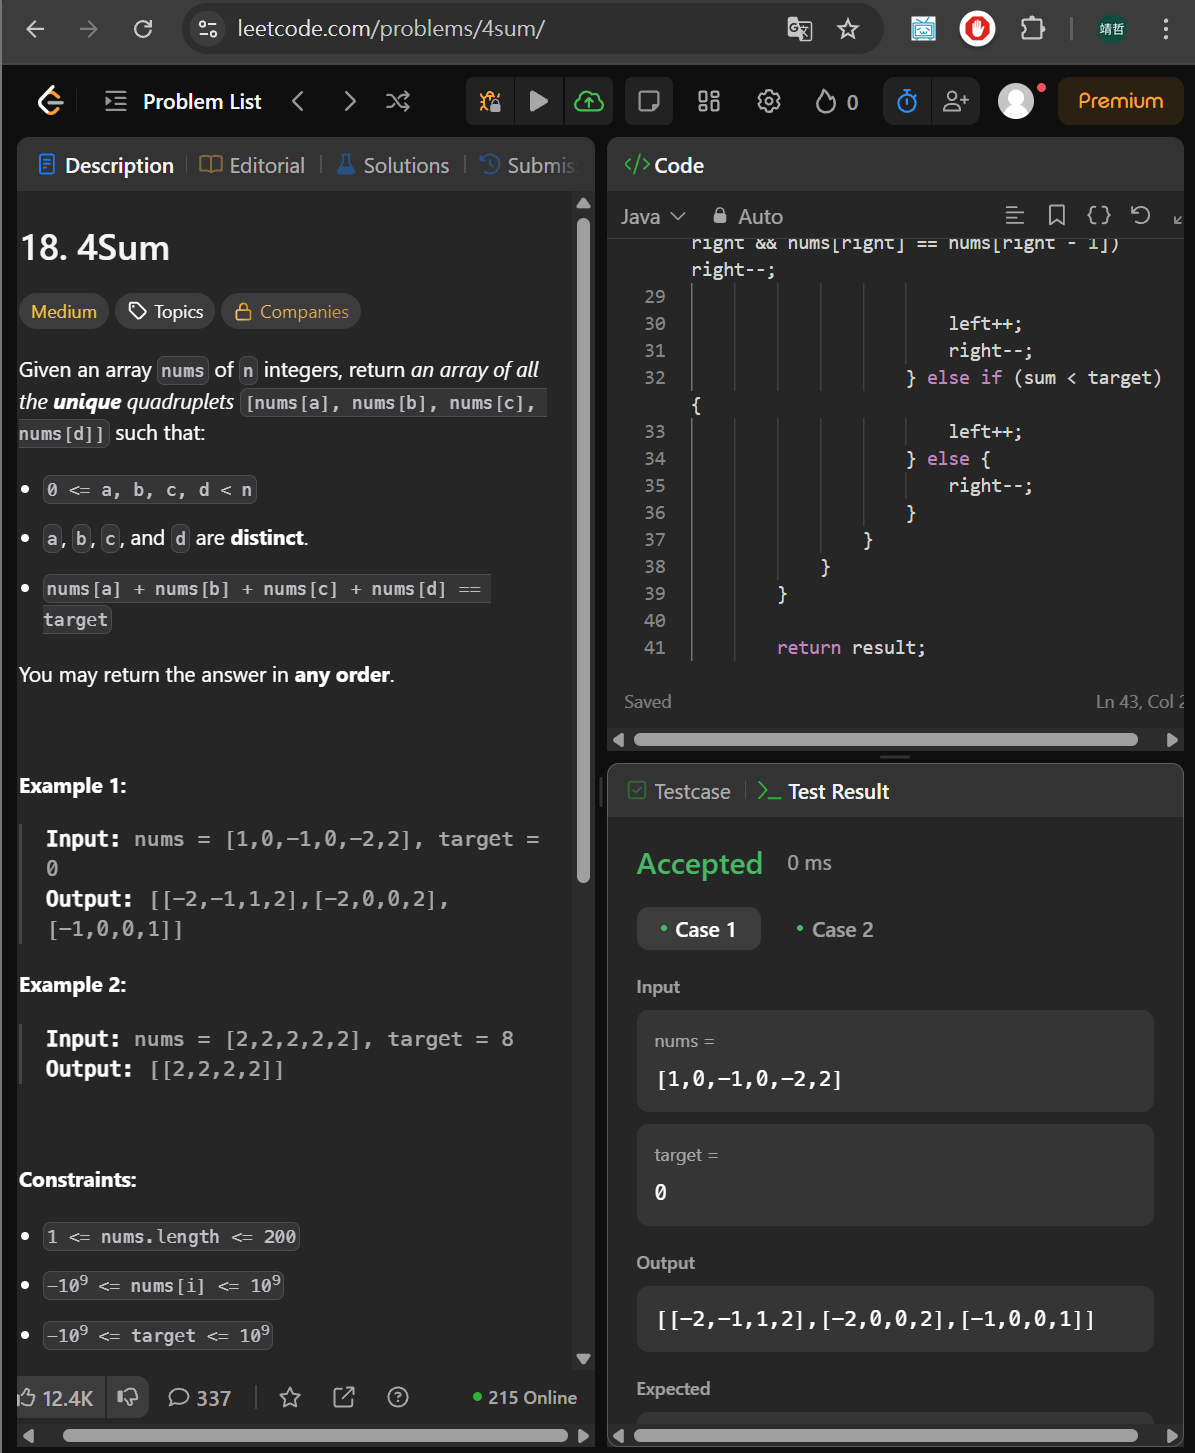 leetcode.com/problems/4sum/
靖哲
Problem List
0
Premium
Description
Editorial
Solutions
Submis
18. 4Sum
Medium
Topics
Companies
Given an array nums of n integers, return an array of all
the unique quadruplets [nums[a], nums[b], nums[c],
nums[d]] such that:
• 0 <= a, b, c, d < n
• a, b, c, and d are distinct.
• nums[a] + nums[b] + nums[c] + nums[d] ==
target
You may return the answer in any order.
Example 1:
Input: nums = [1,0,-1,0,-2,2], target =
0
Output: [[-2,-1,1,2],[-2,0,0,2],
[-1,0,0,1]]
Example 2:
Input: nums = [2,2,2,2,2], target = 8
Output: [[2,2,2,2]]
Constraints:
• 1 <= nums.length <= 200
• -10⁹ <= nums[i] <= 10⁹
• -10⁹ <= target <= 10⁹
12.4K
337
215 Online
</> Code
Java
Auto
right && nums[right] == nums[right - 1])
right--;
29
30 left++;
31 right--;
32 } else if (sum < target)
{
33 left++;
34 } else {
35 right--;
36 }
37 }
38 }
39 }
40
41 return result;
Saved
Ln 43, Col 2
Testcase
Test Result
Accepted
0 ms
• Case 1
• Case 2
Input
nums =
[1,0,-1,0,-2,2]
target =
0
Output
[[-2,-1,1,2],[-2,0,0,2],[-1,0,0,1]]
Expected